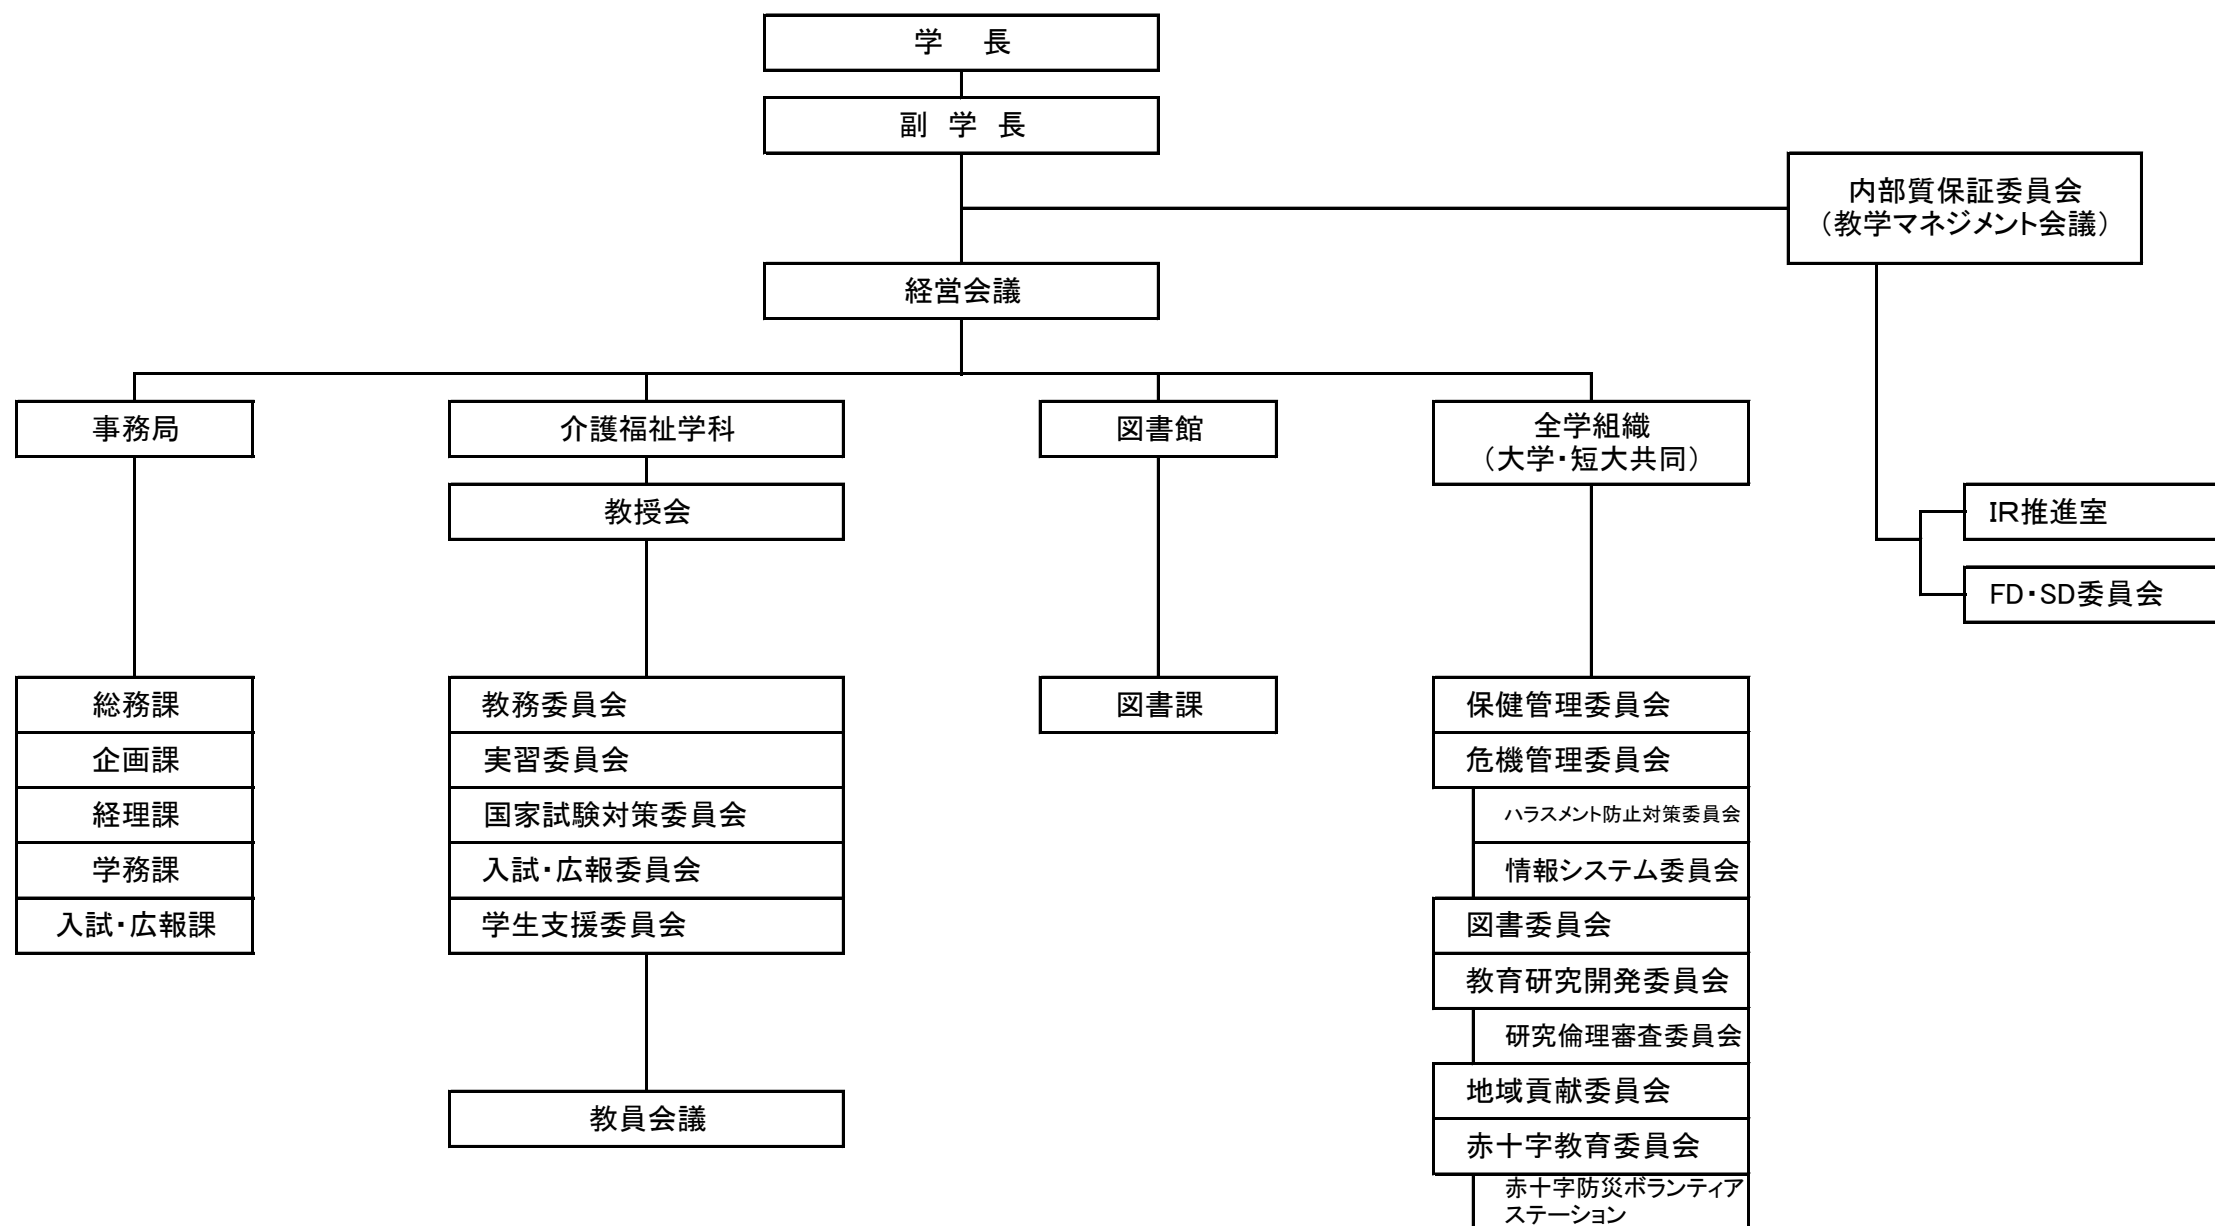 学　長
副 学 長
内部質保証委員会
（教学マネジメント会議）
経営会議
事務局
介護福祉学科
図書館
全学組織
（大学・短大共同）
教授会
IR推進室
FD・SD委員会
総務課
企画課
経理課
学務課
入試・広報課
教務委員会
実習委員会
国家試験対策委員会
入試・広報委員会
学生支援委員会
教員会議
図書課
保健管理委員会
危機管理委員会
ハラスメント防止対策委員会
情報システム委員会
図書委員会
教育研究開発委員会
研究倫理審査委員会
地域貢献委員会
赤十字教育委員会
赤十字防災ボランティア
ステーション